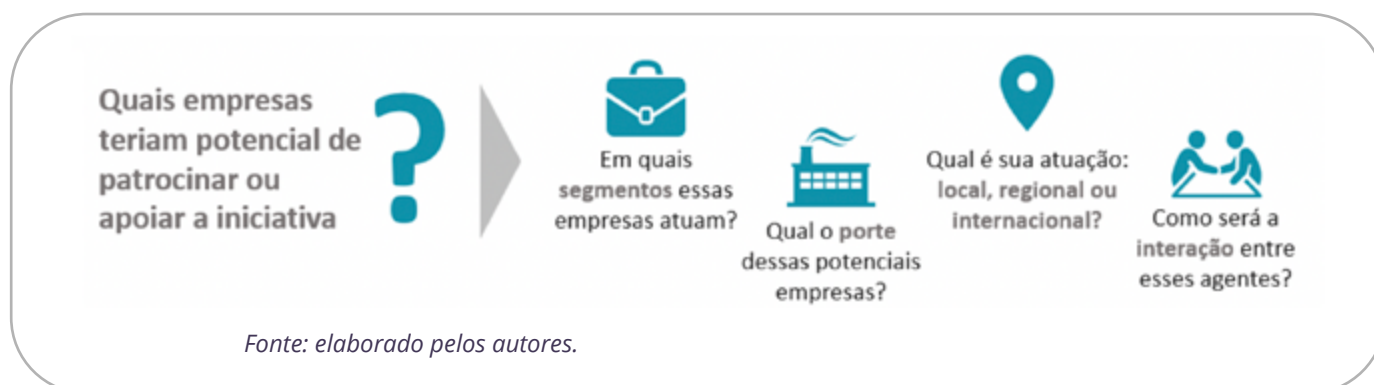 Quais empresas
teriam potencial de
patrocinar ou
apoiar a iniciativa
?
Em quais
segmentos essas
empresas atuam?
Qual o porte
dessas potenciais
empresas?
Qual é sua atuação:
local, regional ou
internacional?
Como será a
interação entre
esses agentes?
Fonte: elaborado pelos autores.